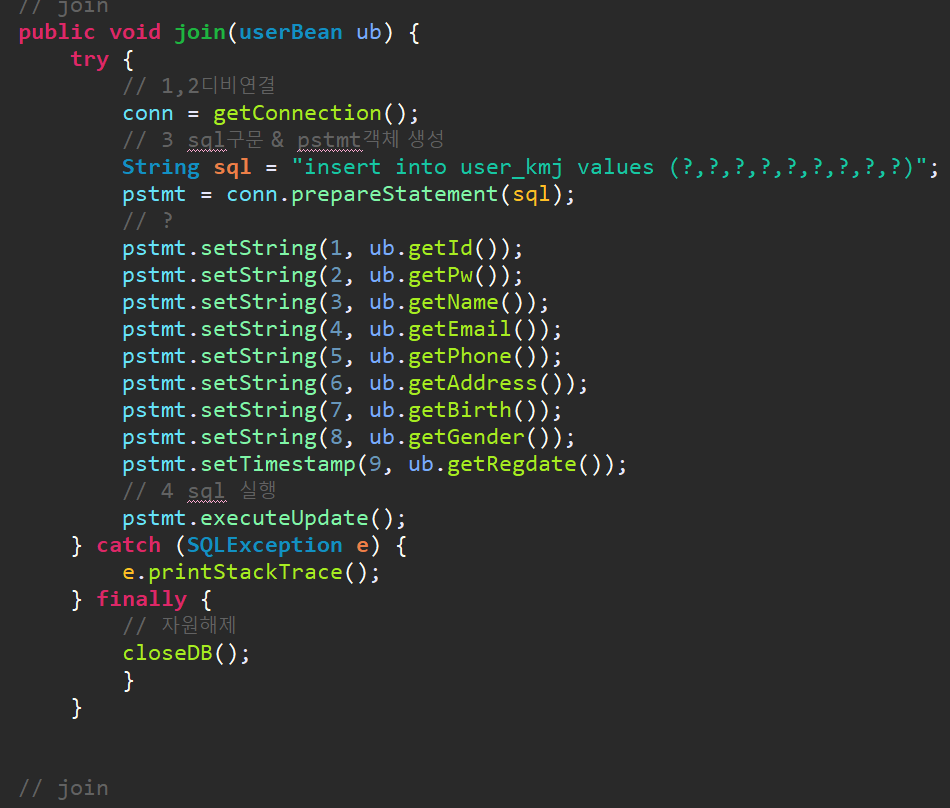 // join
public void join(userBean ub) {
try {
// 1,2디비연결
conn = getConnection();
// 3 sql구문 & pstmt객체 생성
String sql = "insert into user_kmj values (?,?,?,?,?,?,?,?,?)";
pstmt = conn.prepareStatement(sql);
// ?
pstmt.setString(1, ub.getId());
pstmt.setString(2, ub.getPw());
pstmt.setString(3, ub.getName());
pstmt.setString(4, ub.getEmail());
pstmt.setString(5, ub.getPhone());
pstmt.setString(6, ub.getAddress());
pstmt.setString(7, ub.getBirth());
pstmt.setString(8, ub.getGender());
pstmt.setTimestamp(9, ub.getRegdate());
// 4 sql 실행
pstmt.executeUpdate();
} catch (SQLException e) {
e.printStackTrace();
} finally {
// 자원해제
closeDB();
}
}
// join